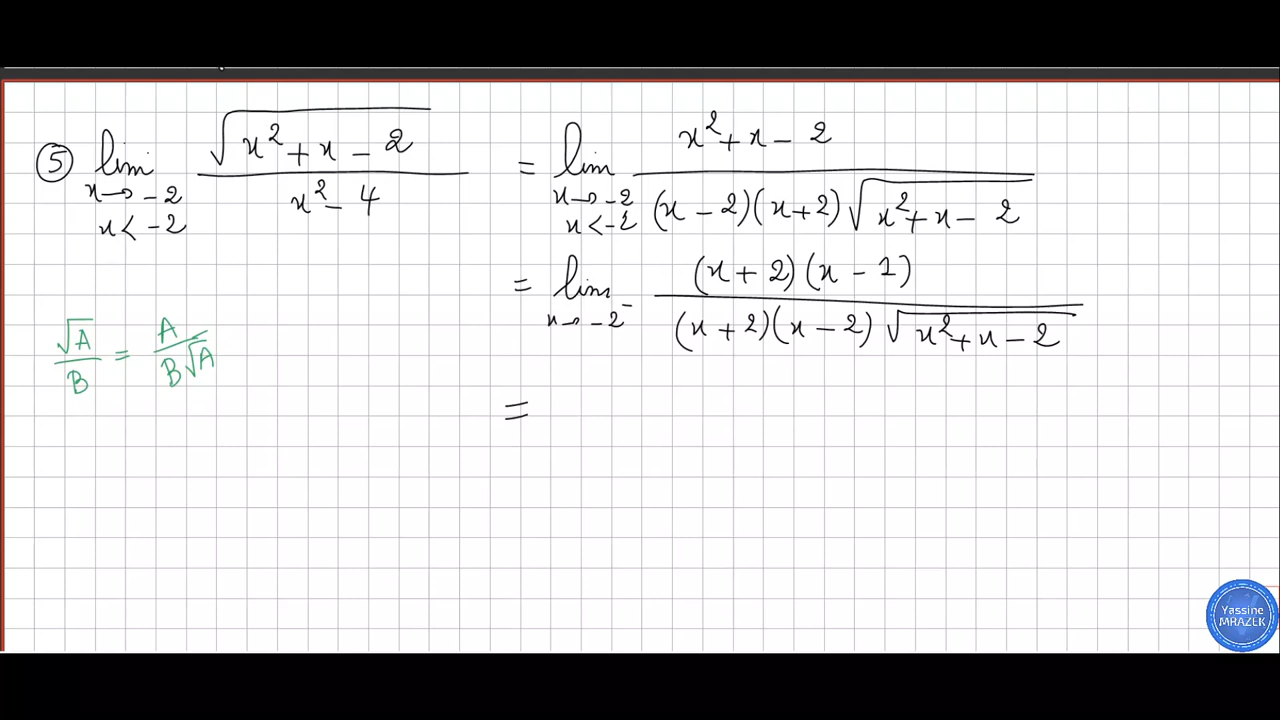 ⑤ lim x→-2 x<-2 √(x²+x-2) / (x²-4) = lim x→-2 x<-2 (x²+x-2) / ((x-2)(x+2)√(x²+x-2))
= lim x→-2⁻ (x+2)(x-1) / ((x+2)(x-2)√(x²+x-2))
√A / B = A / (B√A)
=
Yassine
MRAZEK